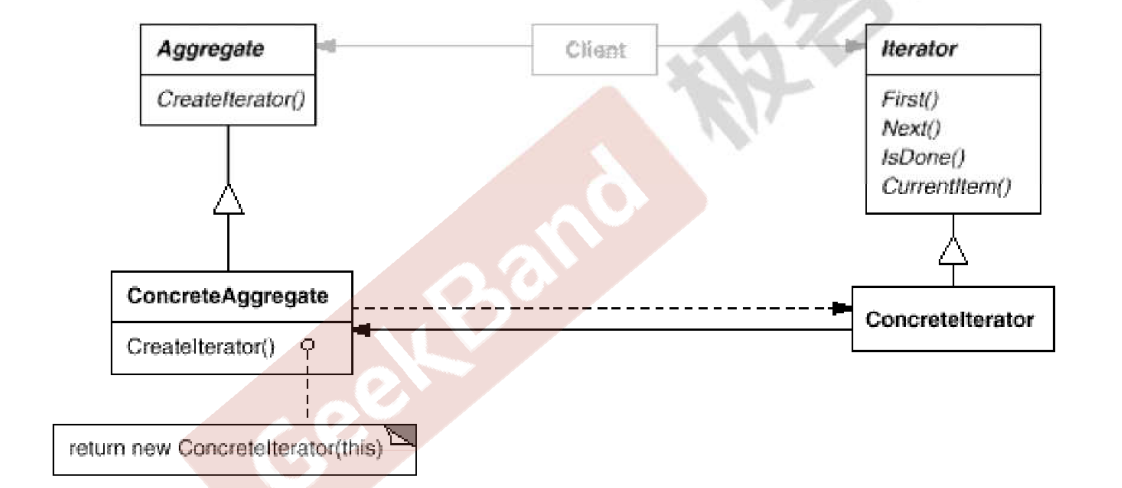 Aggregate
CreateIterator()
Client
Iterator
First()
Next()
IsDone()
CurrentItem()
ConcreteAggregate
CreateIterator()
ConcreteIterator
return new ConcreteIterator(this)
GeekBand
极客